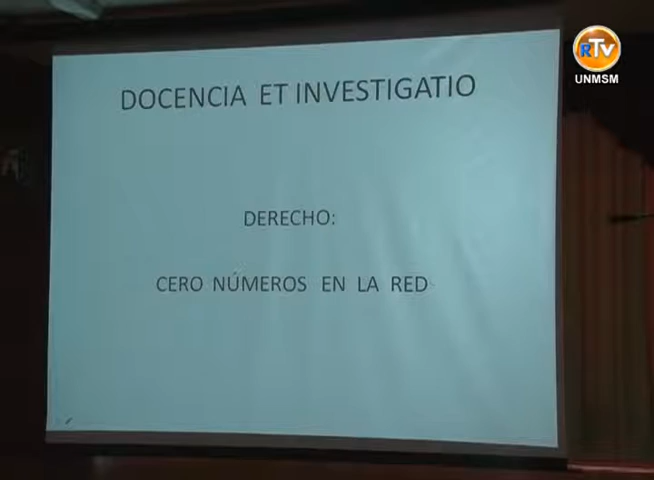 RTV
UNMSM
DOCENCIA ET INVESTIGATIO
DERECHO:
CERO NÚMEROS EN LA RED